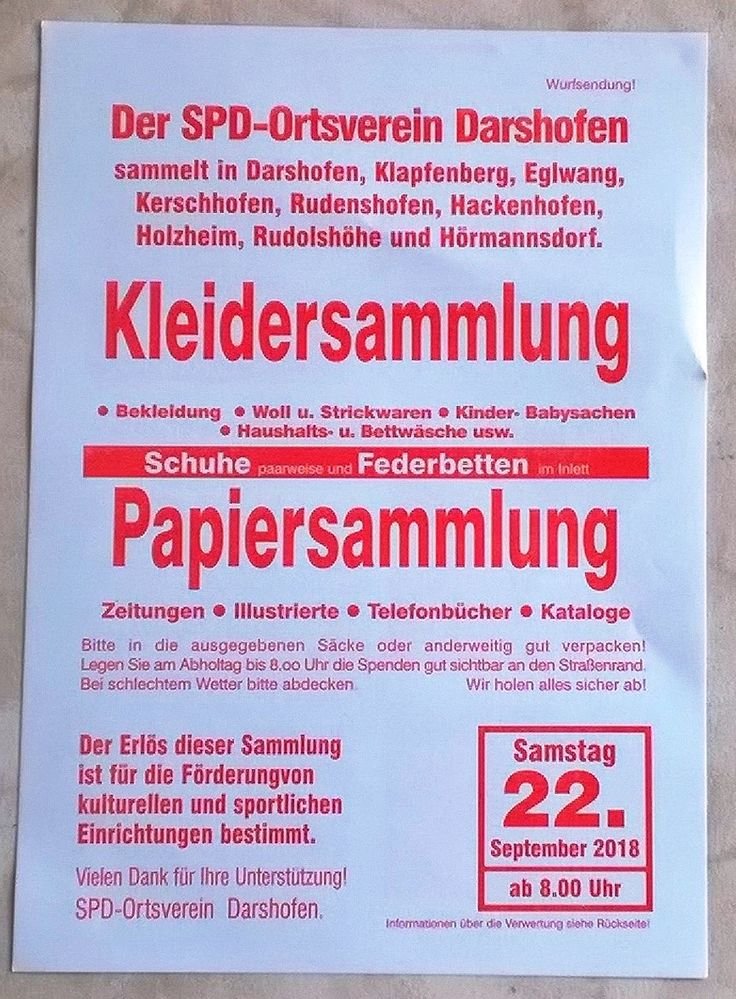 Wurfsendung!
Der SPD-Ortsverein Darshofen
sammelt in Darshofen, Klapfenberg, Eglwang,
Kerschhofen, Rudenshofen, Hackenhofen,
Holzheim, Rudolshöhe und Hörmannsdorf.
Kleidersammlung
• Bekleidung • Woll u. Strickwaren • Kinder- Babysachen
• Haushalts- u. Bettwäsche usw.
Schuhe paarweise und Federbetten im Inlett
Papiersammlung
Zeitungen • Illustrierte • Telefonbücher • Kataloge
Bitte in die ausgegebenen Säcke oder anderweitig gut verpacken!
Legen Sie am Abholtag bis 8.oo Uhr die Spenden gut sichtbar an den Straßenrand.
Bei schlechtem Wetter bitte abdecken. Wir holen alles sicher ab!
Der Erlös dieser Sammlung
ist für die Förderungvon
kulturellen und sportlichen
Einrichtungen bestimmt.
Vielen Dank für Ihre Unterstützung!
SPD-Ortsverein Darshofen.
Samstag
22.
September 2018
ab 8.00 Uhr
Informationen über die Verwertung siehe Rückseite!